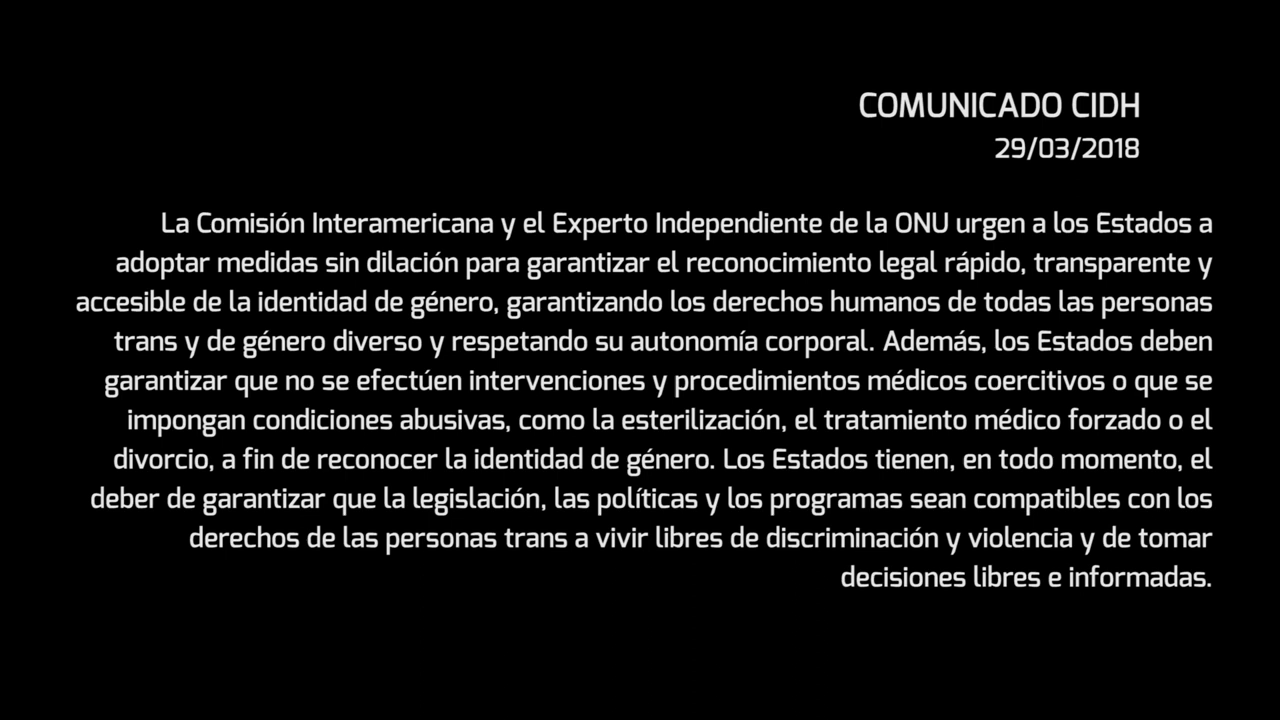 COMUNICADO CIDH
29/03/2018
La Comisión Interamericana y el Experto Independiente de la ONU urgen a los Estados a
adoptar medidas sin dilación para garantizar el reconocimiento legal rápido, transparente y
accesible de la identidad de género, garantizando los derechos humanos de todas las personas
trans y de género diverso y respetando su autonomía corporal. Además, los Estados deben
garantizar que no se efectúen intervenciones y procedimientos médicos coercitivos o que se
impongan condiciones abusivas, como la esterilización, el tratamiento médico forzado o el
divorcio, a fin de reconocer la identidad de género. Los Estados tienen, en todo momento, el
deber de garantizar que la legislación, las políticas y los programas sean compatibles con los
derechos de las personas trans a vivir libres de discriminación y violencia y de tomar
decisiones libres e informadas.